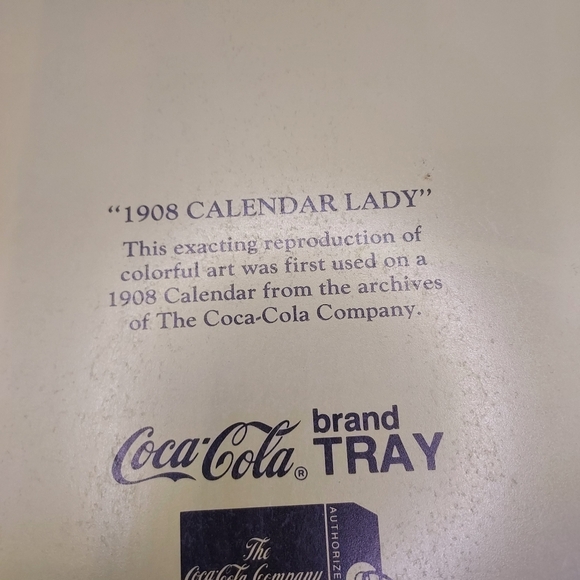 “1908 CALENDAR LADY”
This exacting reproduction of
colorful art was first used on a
1908 Calendar from the archives
of The Coca-Cola Company.
Coca-Cola® brand
TRAY
The
Coca-Cola Company
AUTHORIZE